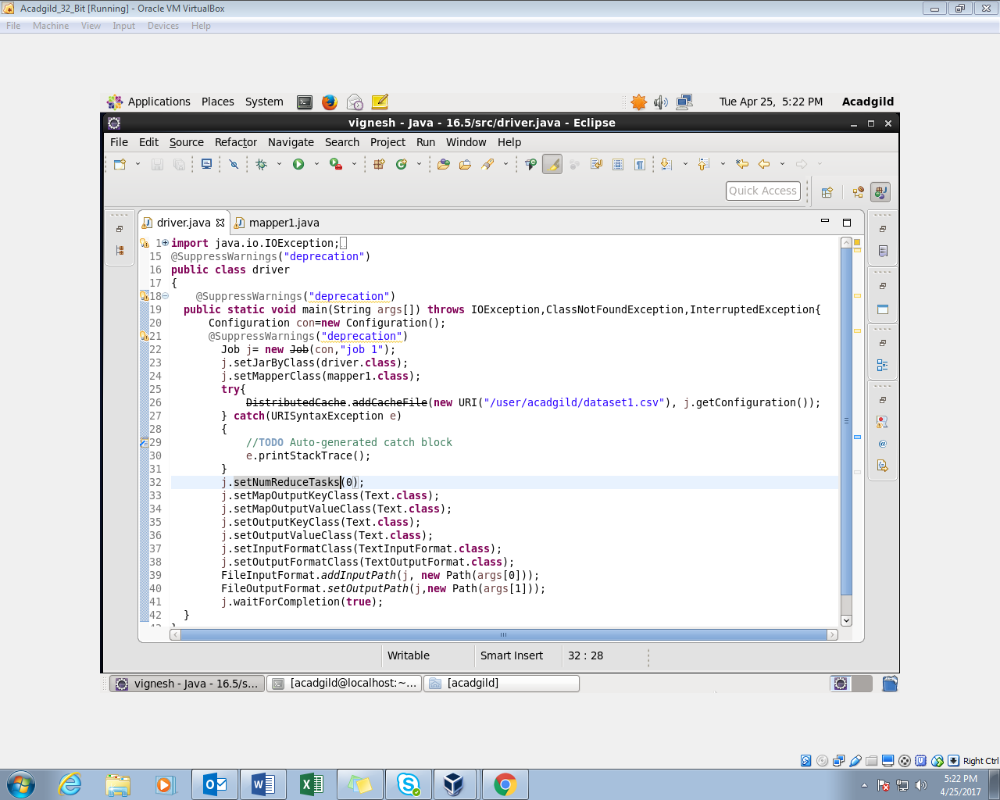 Acadgild_32_Bit [Running] - Oracle VM VirtualBox
File Machine View Input Devices Help
Applications Places System Tue Apr 25, 5:22 PM Acadgild
vignesh - Java - 16.5/src/driver.java - Eclipse
File Edit Source Refactor Navigate Search Project Run Window Help
Quick Access
driver.java mapper1.java
1 import java.io.IOException;
15 @SuppressWarnings("deprecation")
16 public class driver
17 {
18 @SuppressWarnings("deprecation")
19 public static void main(String args[]) throws IOException,ClassNotFoundException,InterruptedException{
20 Configuration con=new Configuration();
21 @SuppressWarnings("deprecation")
22 Job j= new Job(con,"job 1");
23 j.setJarByClass(driver.class);
24 j.setMapperClass(mapper1.class);
25 try{
26 DistributedCache.addCacheFile(new URI("/user/acadgild/dataset1.csv"), j.getConfiguration());
27 } catch(URISyntaxException e)
28 {
29 //TODO Auto-generated catch block
30 e.printStackTrace();
31 }
32 j.setNumReduceTasks(0);
33 j.setMapOutputKeyClass(Text.class);
34 j.setMapOutputValueClass(Text.class);
35 j.setOutputKeyClass(Text.class);
36 j.setOutputValueClass(Text.class);
37 j.setInputFormatClass(TextInputFormat.class);
38 j.setOutputFormatClass(TextOutputFormat.class);
39 FileInputFormat.addInputPath(j, new Path(args[0]));
40 FileOutputFormat.setOutputPath(j,new Path(args[1]));
41 j.waitForCompletion(true);
42 }
Writable Smart Insert 32 : 28
vignesh - Java - 16.5/s... [acadgild@localhost:~... [acadgild]
Right Ctrl
5:22 PM
4/25/2017